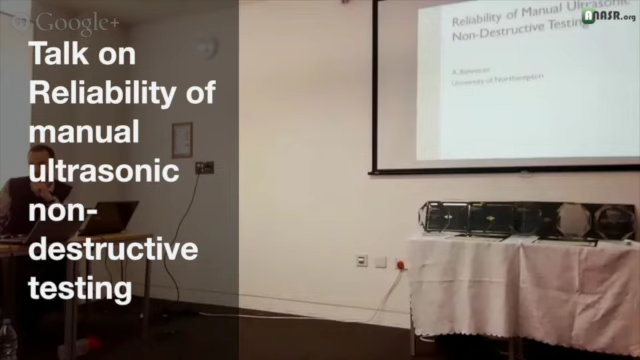 Google+
Talk on
Reliability of
manual
ultrasonic
non-
destructive
testing
Reliability of Manual Ultrasonic
Non-Destructive Testing
University of Northampton
NASR.org